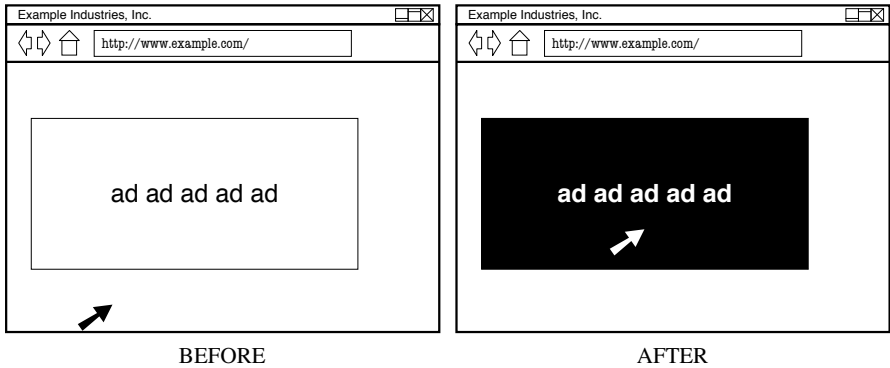 Example Industries, Inc.
http://www.example.com/
ad ad ad ad ad
BEFORE
Example Industries, Inc.
http://www.example.com/
ad ad ad ad ad
AFTER